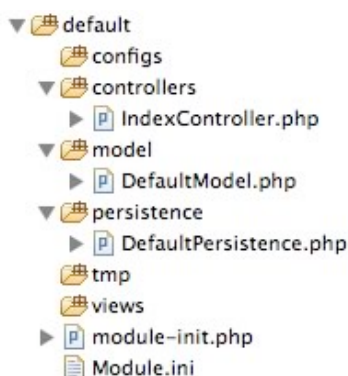 default
configs
controllers
IndexController.php
model
DefaultModel.php
persistence
DefaultPersistence.php
tmp
views
module-init.php
Module.ini